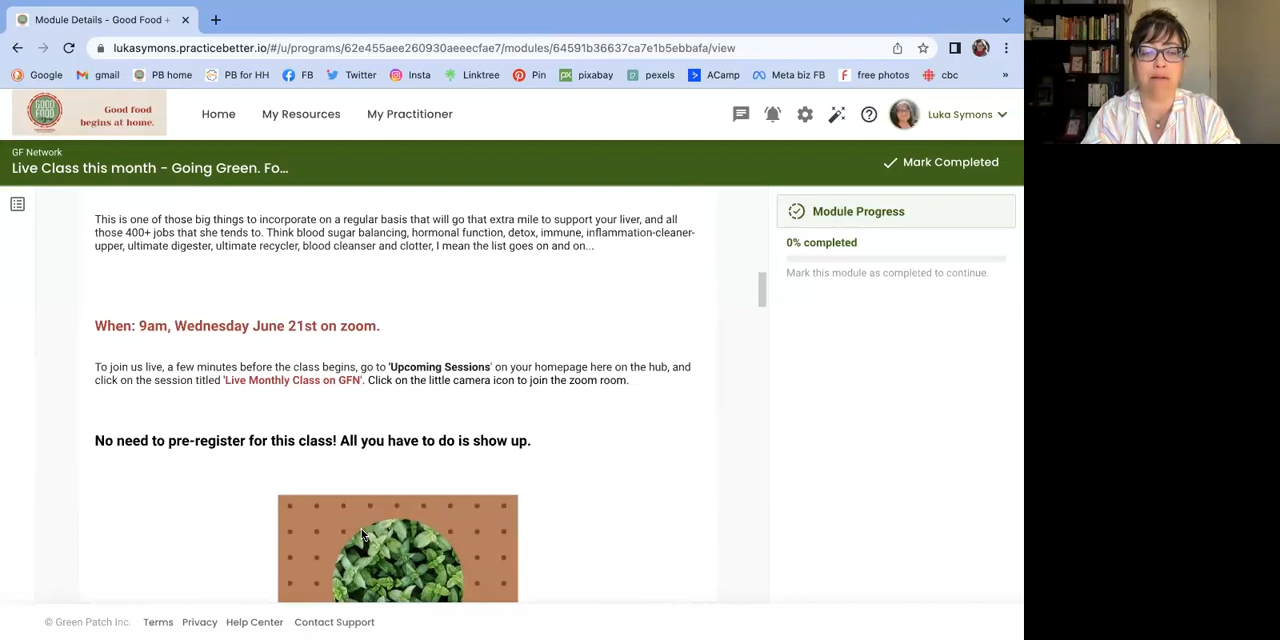 Module Details - Good Food +
lukasymons.practicebetter.io/#/u/programs/62e455aee260930aeeecfae7/modules/64591b36637ca7e1b5ebbafa/view
Google gmail PB home PB for HH FB Twitter Insta Linktree Pin pixabay pexels ACamp Meta biz FB free photos cbc »
GOOD FOOD
Good food
begins at home.
Home My Resources My Practitioner Luka Symons
GF Network
Live Class this month - Going Green. Fo...
Mark Completed
This is one of those big things to incorporate on a regular basis that will go that extra mile to support your liver, and all
those 400+ jobs that she tends to. Think blood sugar balancing, hormonal function, detox, immune, inflammation-cleaner-
upper, ultimate digester, ultimate recycler, blood cleanser and clotter, I mean the list goes on and on...
When: 9am, Wednesday June 21st on zoom.
To join us live, a few minutes before the class begins, go to 'Upcoming Sessions' on your homepage here on the hub, and
click on the session titled 'Live Monthly Class on GFN'. Click on the little camera icon to join the zoom room.
No need to pre-register for this class! All you have to do is show up.
Module Progress
0% completed
Mark this module as completed to continue.
© Green Patch Inc. Terms Privacy Help Center Contact Support